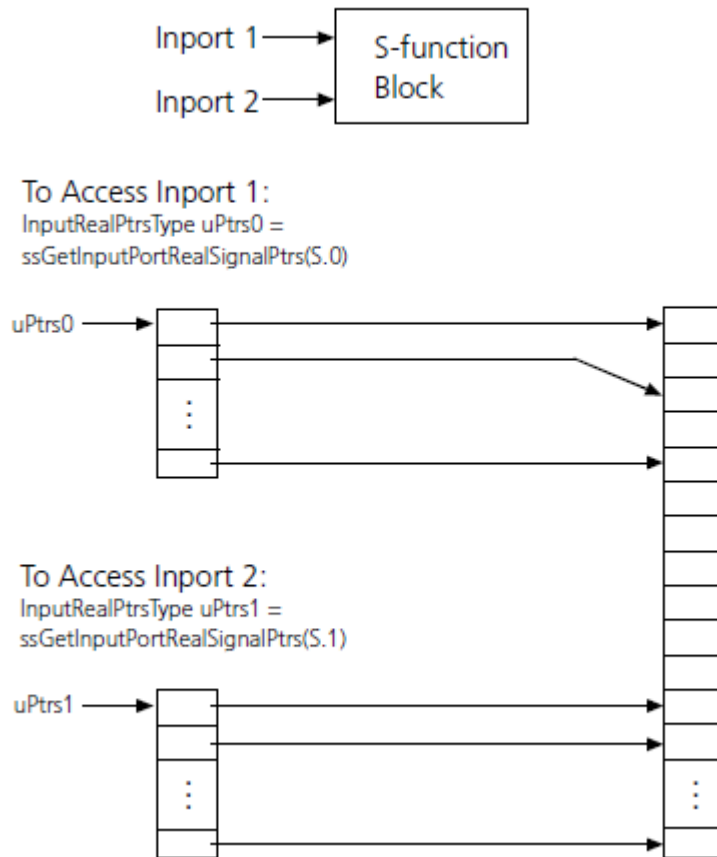 Inport 1
Inport 2
S-function
Block
To Access Inport 1:
InputRealPtrsType uPtrs0 =
ssGetInputPortRealSignalPtrs(S.0)
uPtrs0
⋮
To Access Inport 2:
InputRealPtrsType uPtrs1 =
ssGetInputPortRealSignalPtrs(S.1)
uPtrs1
⋮
⋮